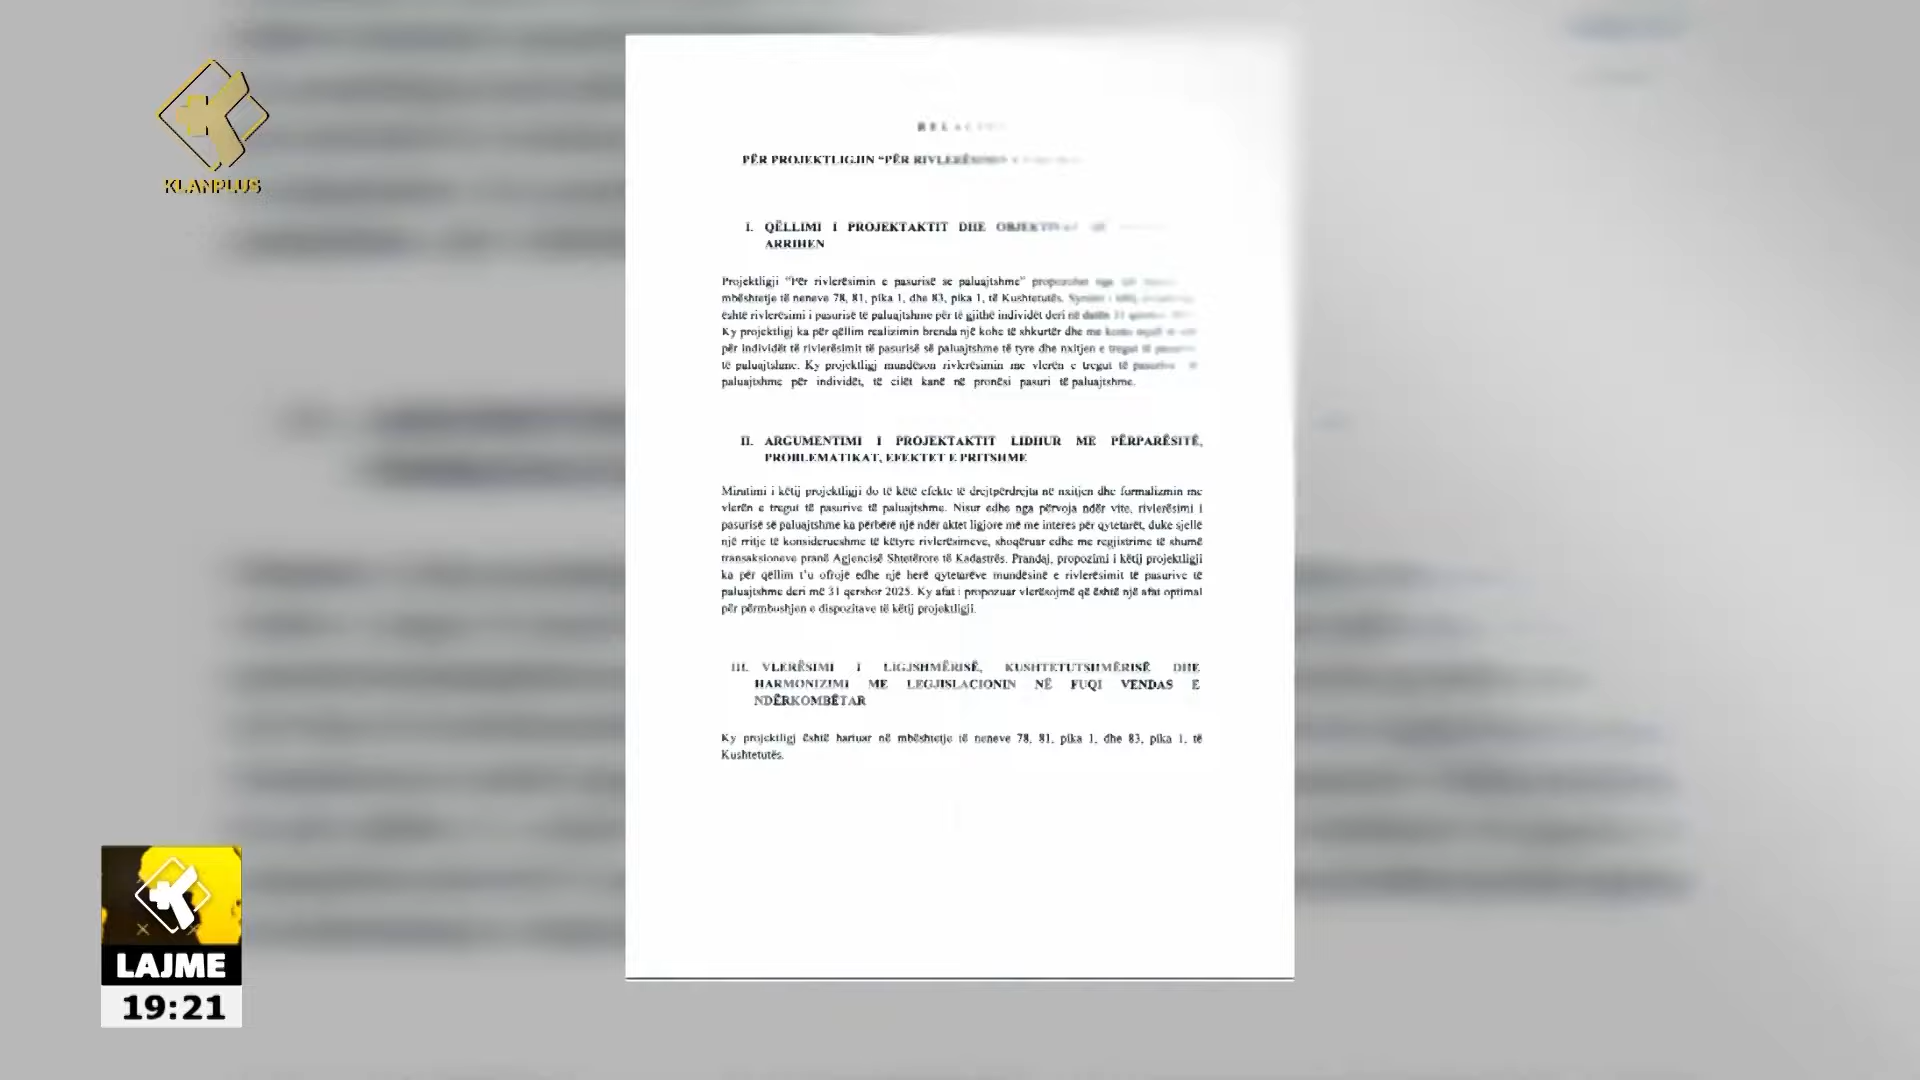 KLANPLUS
PËR PROJEKTLIGJIN “PËR RIVLERËSIMIN
I. QËLLIMI I PROJEKTAKTIT DHE OBJEKTIVAT QË
ARRIHEN
Projektligji “Për rivlerësimin e pasurisë së paluajtshme” propozohet nga
mbështetje të neneve 78, 81, pika 1, dhe 83, pika 1, të Kushtetutës. Synimi i këtij
është rivlerësimi i pasurisë të paluajtshme për të gjithë individët deri në datën 31
Ky projektligj ka për qëllim realizimin brenda një kohe të shkurtër dhe me kosto
për individët të rivlerësimit të pasurisë së paluajtshme të tyre dhe nxitjen e tregut të
të paluajtshme. Ky projektligj mundëson rivlerësimin me vlerën e tregut të pasurive të
paluajtshme për individët, të cilët kanë në pronësi pasuri të paluajtshme.
II. ARGUMENTIMI I PROJEKTAKTIT LIDHUR ME PËRPARËSITË,
PROBLEMATIKAT, EFEKTET E PRITSHME
Miratimi i këtij projektligji do të ketë efekte të drejtpërdrejta në nxitjen dhe formalizmin me
vlerën e tregut të pasurive të paluajtshme. Nisur edhe nga përvoja ndër vite, rivlerësimi i
pasurisë së paluajtshme ka përbërë një ndër aktet ligjore më me interes për qytetarët, duke sjellë
një rritje të konsiderueshme të këtyre rivlerësimeve, shoqëruar edhe me regjistrime të shumë
transaksioneve pranë Agjencisë Shtetërore të Kadastrës. Prandaj, propozimi i këtij projektligji
ka për qëllim t’u ofrojë edhe një herë qytetarëve mundësinë e rivlerësimit të pasurive të
paluajtshme deri më 31 qershor 2025. Ky afat i propozuar vlerësojmë që është një afat optimal
për përmbushjen e dispozitave të këtij projektligji.
III. VLERËSIMI I LIGJSHMËRISË, KUSHTETUTSHMËRISË DHE
HARMONIZIMI ME LEGJISLACIONIN NË FUQI VENDAS E
NDËRKOMBËTAR
Ky projektligj është hartuar në mbështetje të neneve 78, 81, pika 1, dhe 83, pika 1, të
Kushtetutës.
LAJME
19:21